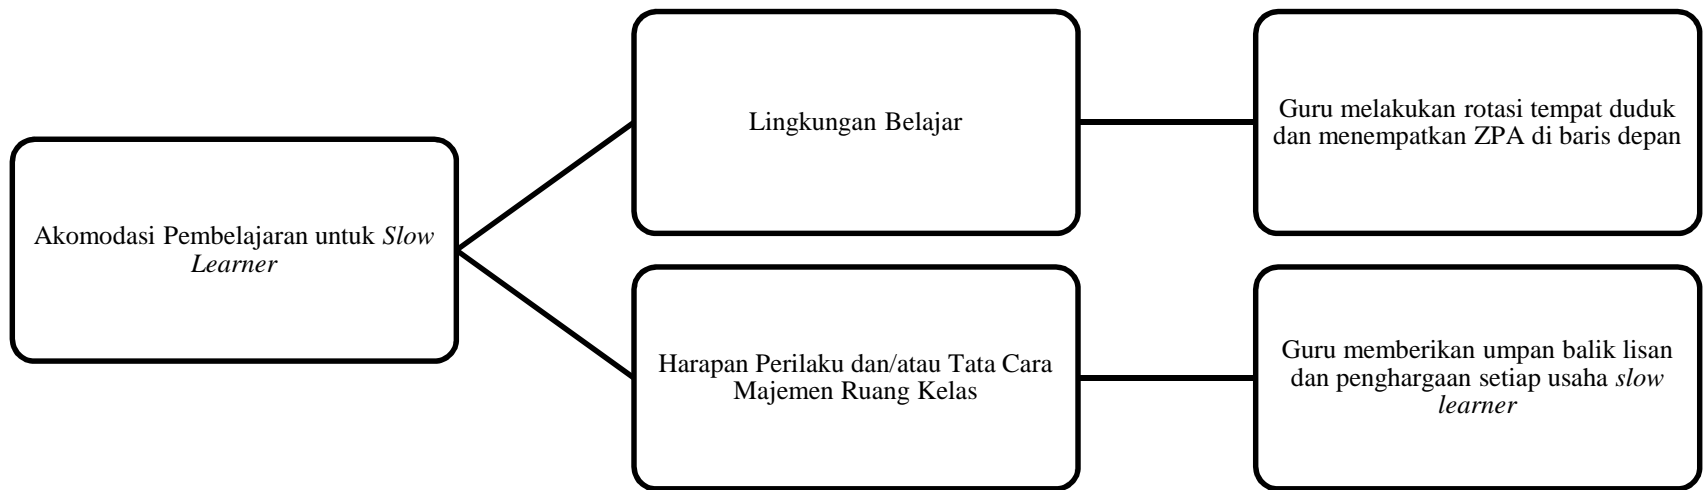 Akomodasi Pembelajaran untuk Slow
Learner
Lingkungan Belajar
Guru melakukan rotasi tempat duduk
dan menempatkan ZPA di baris depan
Harapan Perilaku dan/atau Tata Cara
Majemen Ruang Kelas
Guru memberikan umpan balik lisan
dan penghargaan setiap usaha slow
learner